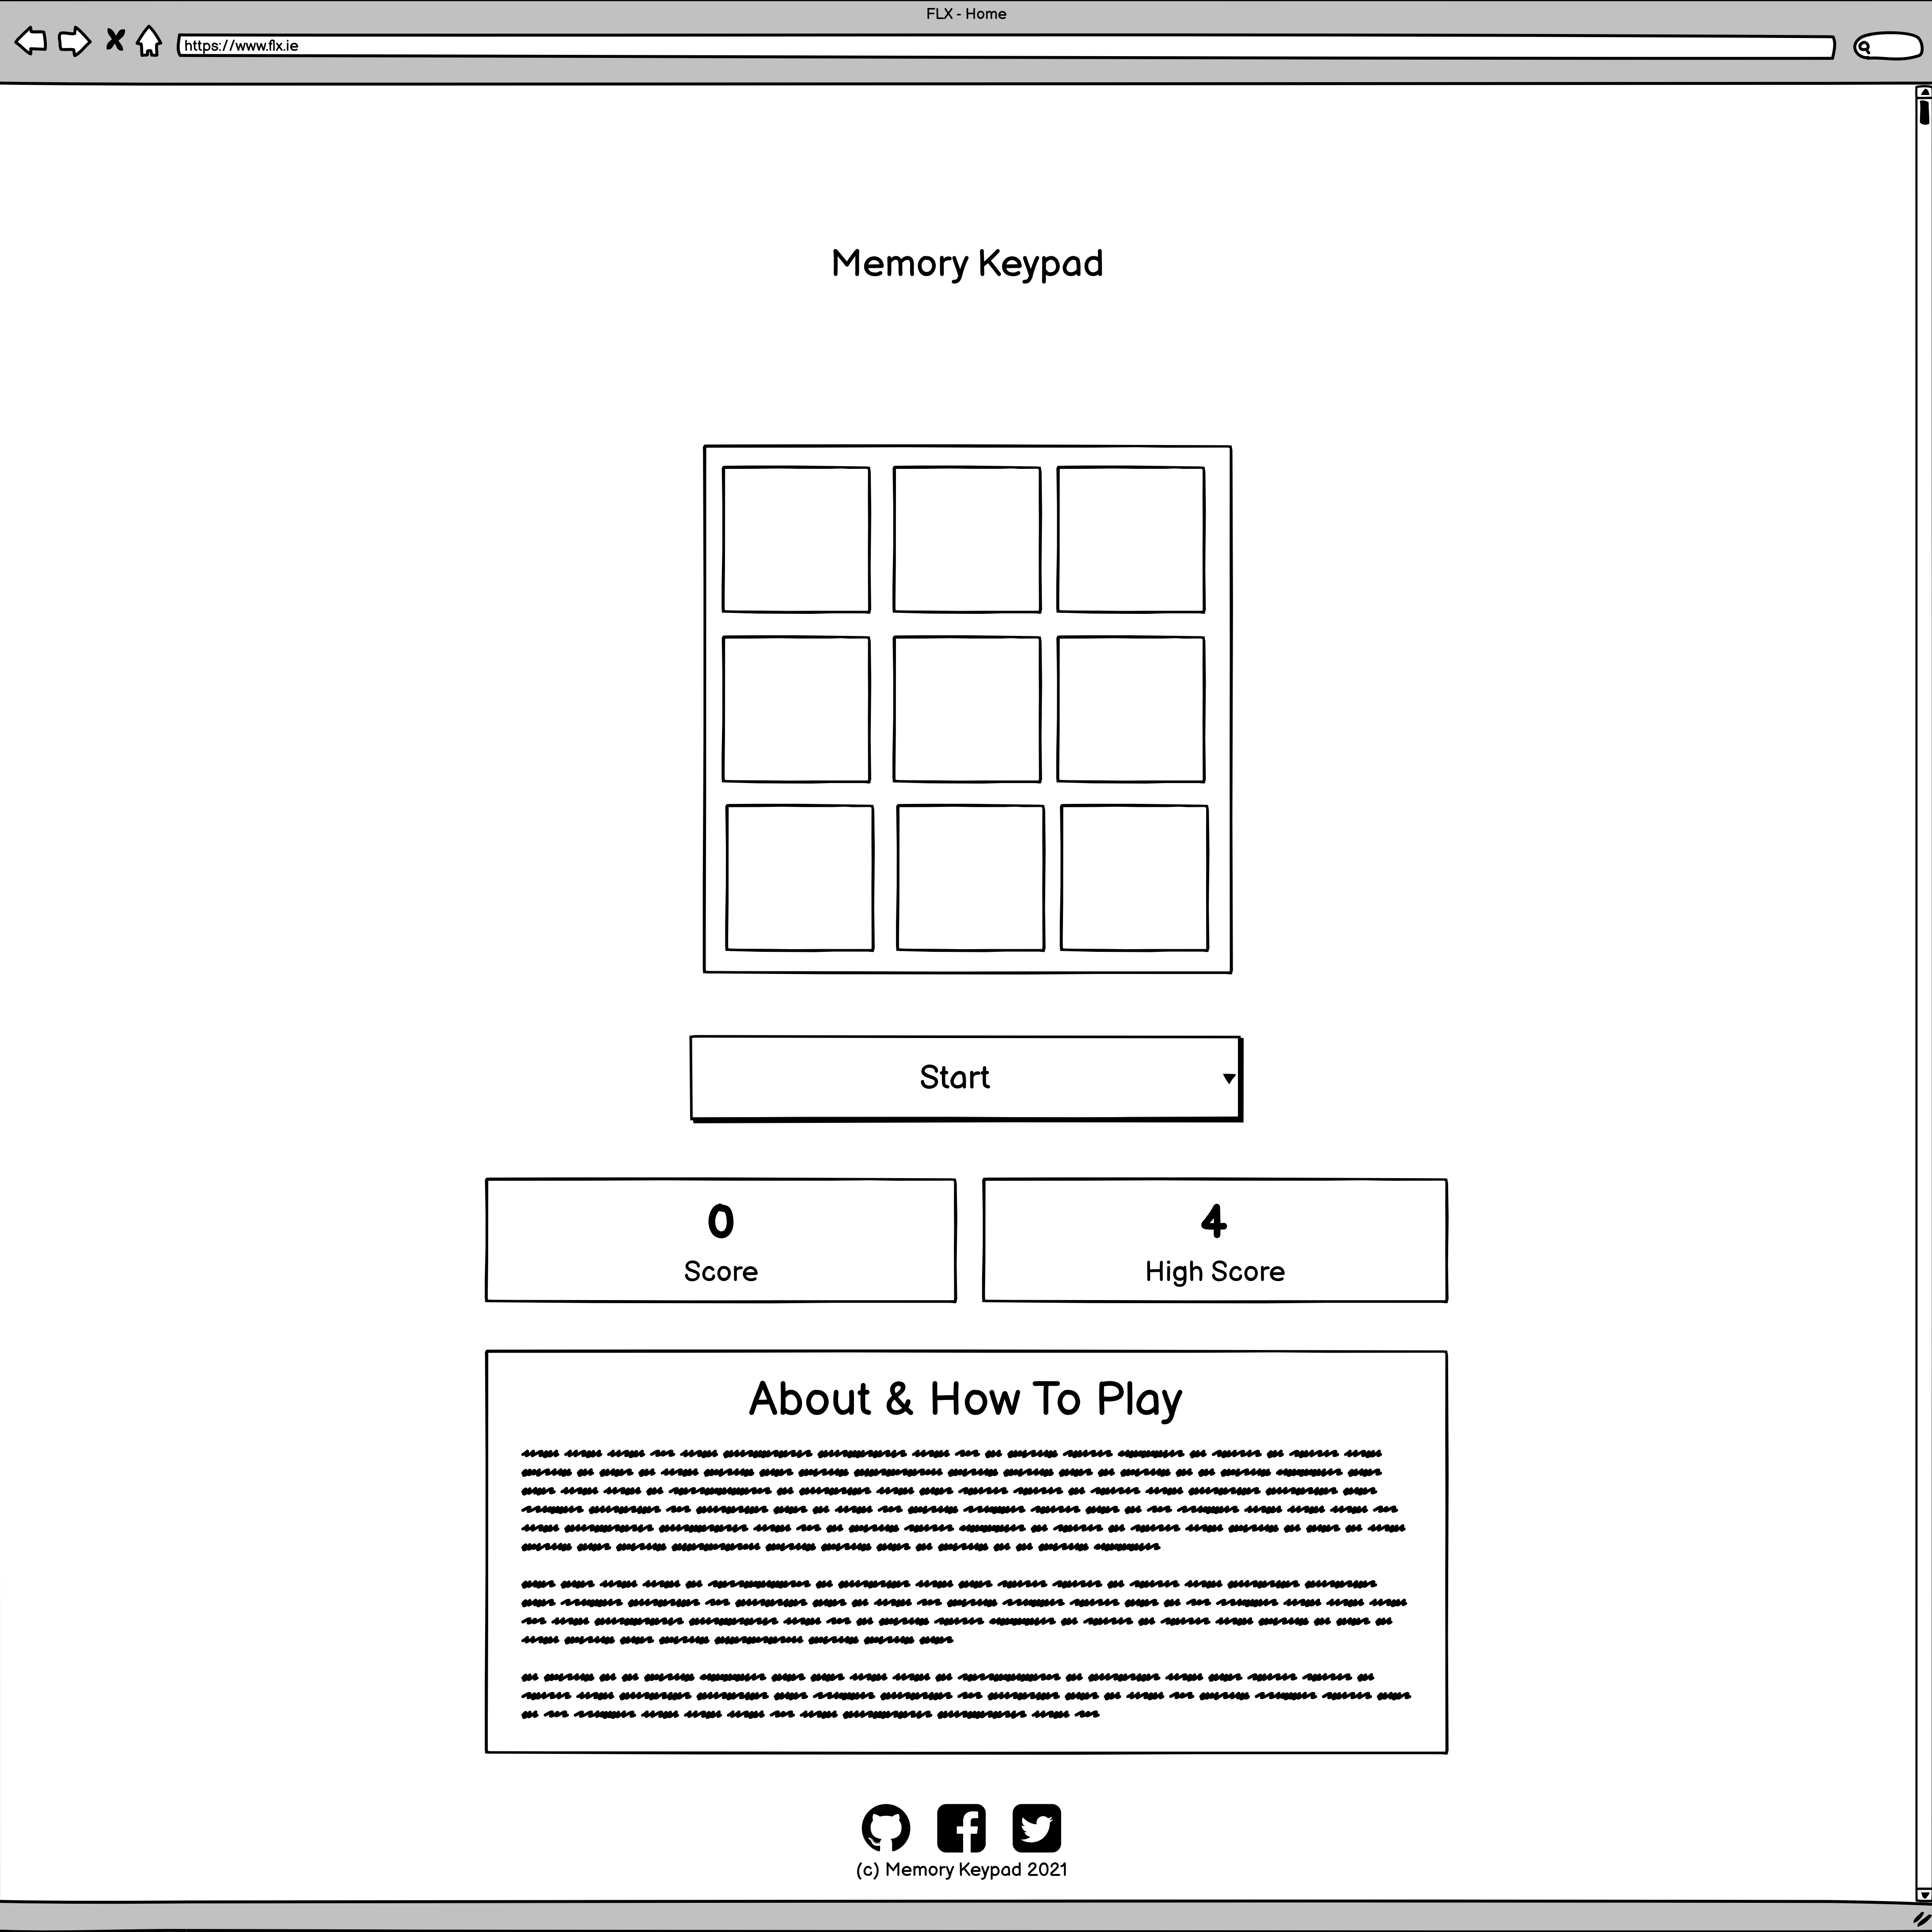 FLX - Home
https://www.flx.ie
Memory Keypad
Start
0
Score
4
High Score
About & How To Play
(c) Memory Keypad 2021